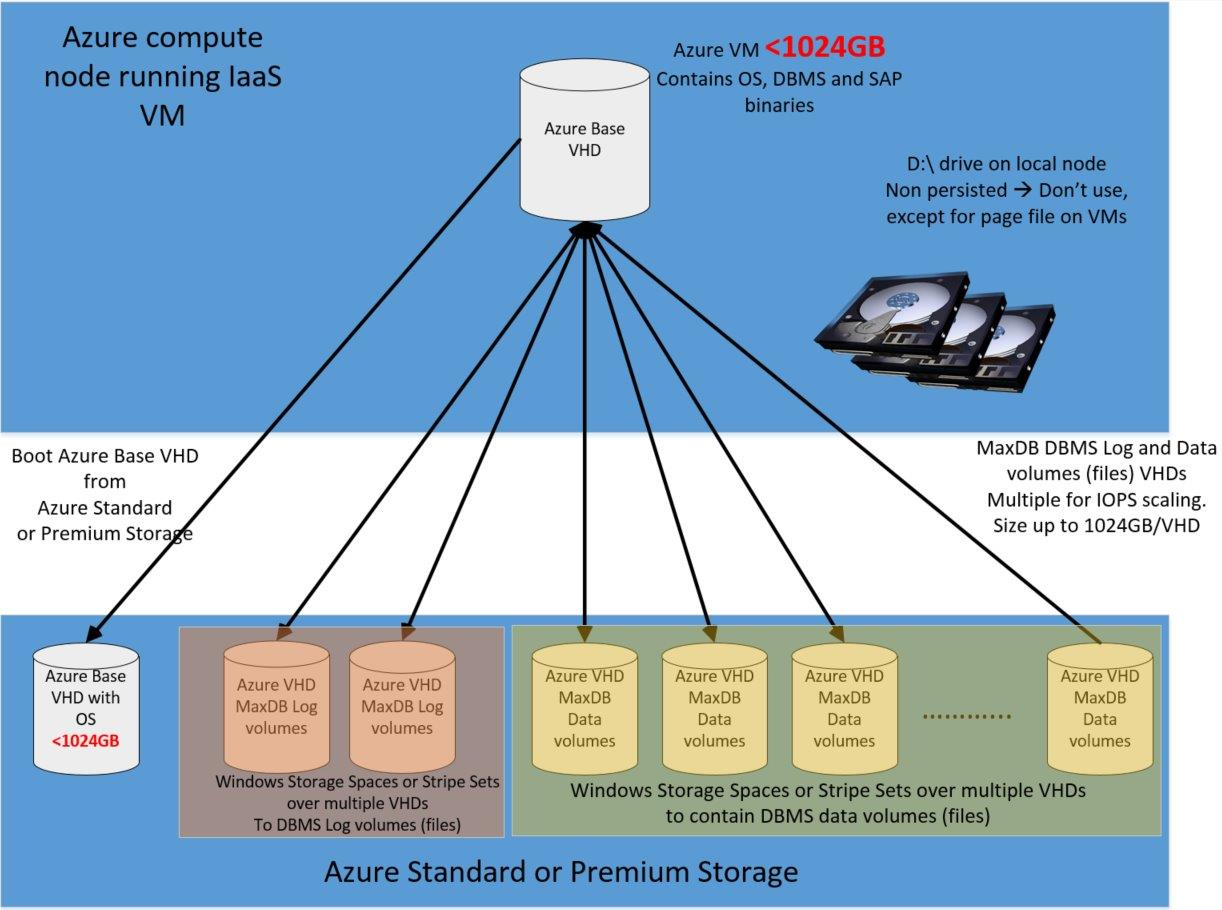 Azure compute
node running IaaS
VM
Azure VM <1024GB
Contains OS, DBMS and SAP
binaries
Azure Base
VHD
D:\ drive on local node
Non persisted → Don't use,
except for page file on VMs
Boot Azure Base VHD
from
Azure Standard
or Premium Storage
MaxDB DBMS Log and Data
volumes (files) VHDs
Multiple for IOPS scaling.
Size up to 1024GB/VHD
Azure Base
VHD with
OS
<1024GB
Azure VHD
MaxDB Log
volumes
Azure VHD
MaxDB Log
volumes
Windows Storage Spaces or Stripe Sets
over multiple VHDs
To DBMS Log volumes (files)
Azure VHD
MaxDB
Data
volumes
Azure VHD
MaxDB
Data
volumes
Azure VHD
MaxDB
Data
volumes
............
Azure VHD
MaxDB
Data
volumes
Windows Storage Spaces or Stripe Sets over multiple VHDs
to contain DBMS data volumes (files)
Azure Standard or Premium Storage